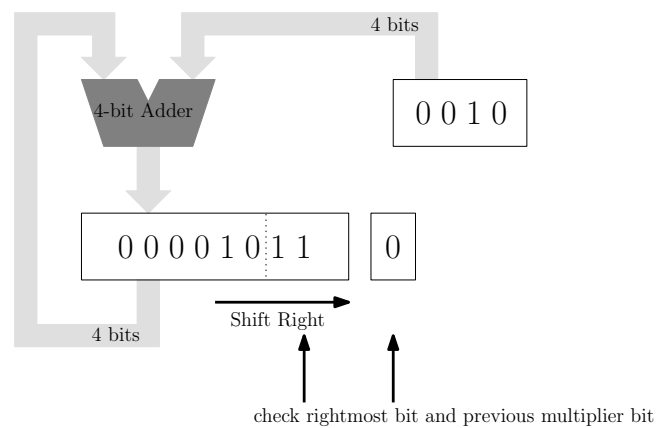 4 bits
4-bit Adder
0 0 1 0
0 0 0 0 1 0 1 1
0
Shift Right
4 bits
check rightmost bit and previous multiplier bit